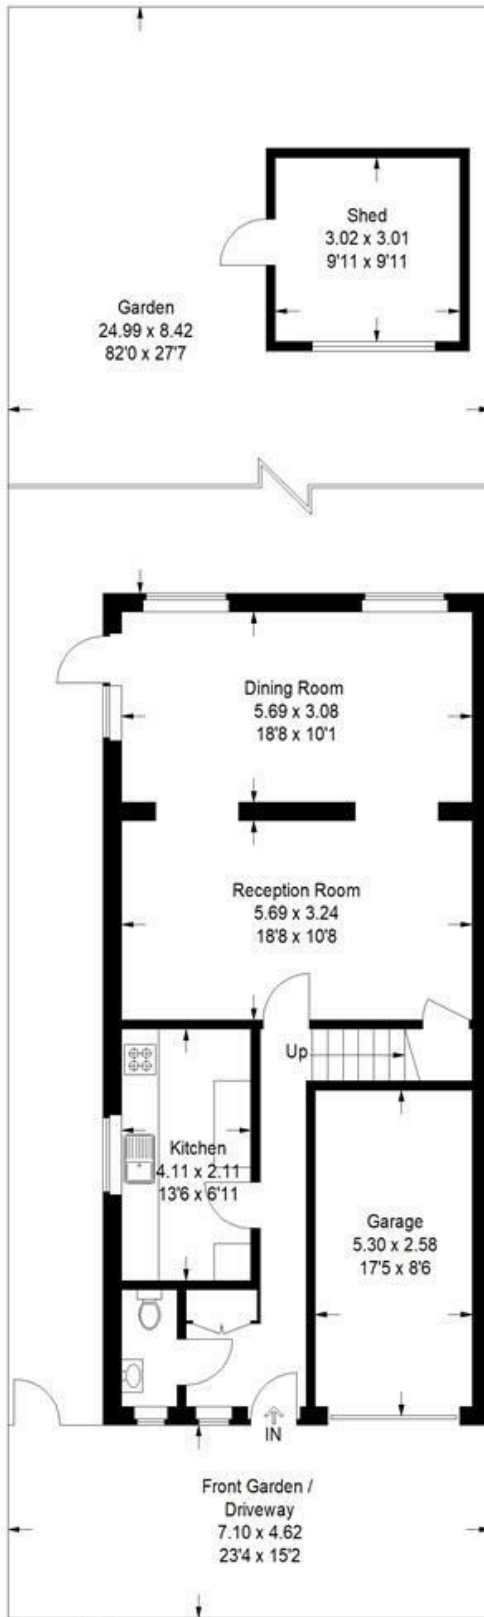 Shed
3.02 x 3.01
9'11 x 9'11
Garden
24.99 x 8.42
82'0 x 27'7
Dining Room
5.69 x 3.08
18'8 x 10'1
Reception Room
5.69 x 3.24
18'8 x 10'8
Up
Kitchen
4.11 x 2.11
13'6 x 6'11
Garage
5.30 x 2.58
17'5 x 8'6
IN
Front Garden /
Driveway
7.10 x 4.62
23'4 x 15'2